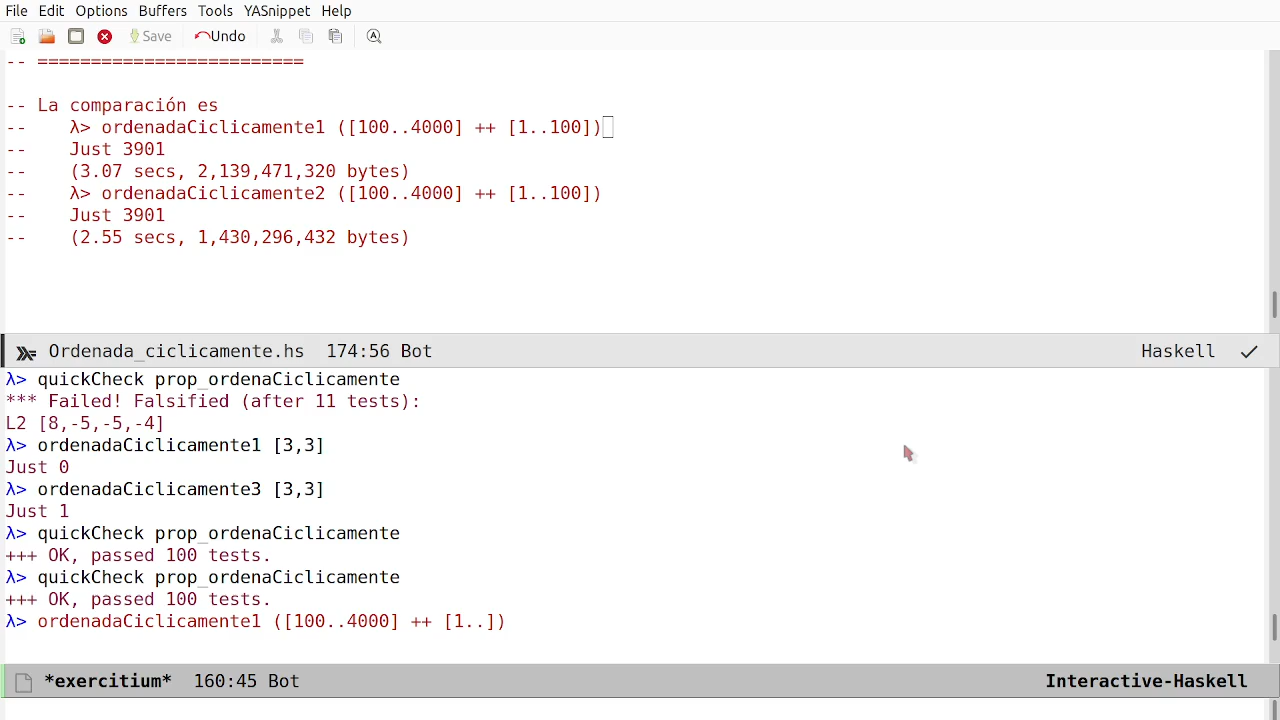 File Edit Options Buffers Tools YASnippet Help
Save Undo
-- =========================
-- La comparación es
--    λ> ordenadaCiclicamente1 ([100..4000] ++ [1..100])
--    Just 3901
--    (3.07 secs, 2,139,471,320 bytes)
--    λ> ordenadaCiclicamente2 ([100..4000] ++ [1..100])
--    Just 3901
--    (2.55 secs, 1,430,296,432 bytes)
Ordenada_ciclicamente.hs 174:56 Bot Haskell
λ> quickCheck prop_ordenaCiclicamente
*** Failed! Falsified (after 11 tests):
L2 [8,-5,-5,-4]
λ> ordenadaCiclicamente1 [3,3]
Just 0
λ> ordenadaCiclicamente3 [3,3]
Just 1
λ> quickCheck prop_ordenaCiclicamente
+++ OK, passed 100 tests.
λ> quickCheck prop_ordenaCiclicamente
+++ OK, passed 100 tests.
λ> ordenadaCiclicamente1 ([100..4000] ++ [1..])
*exercitium* 160:45 Bot Interactive-Haskell